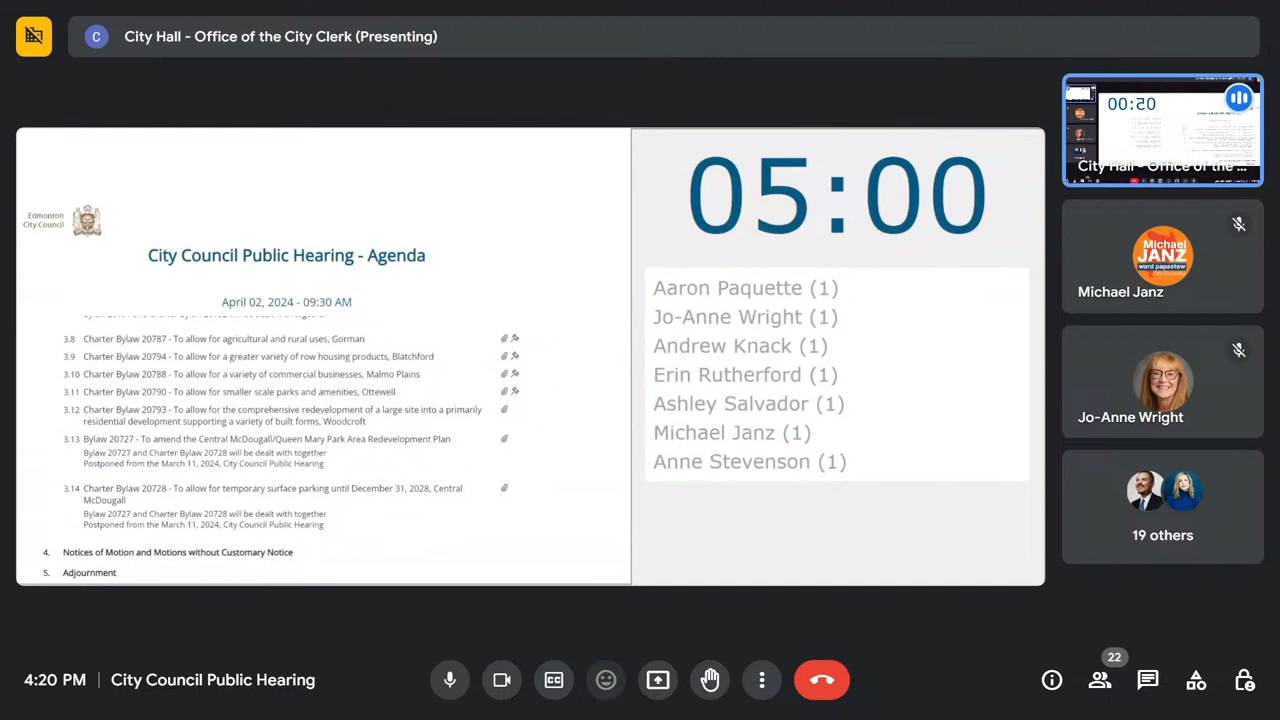 City Hall - Office of the City Clerk (Presenting)
C
Edmonton
City Council
City Council Public Hearing - Agenda
April 02, 2024 - 09:30 AM
3.8 Charter Bylaw 20787 - To allow for agricultural and rural uses, Gorman
3.9 Charter Bylaw 20794 - To allow for a greater variety of row housing products, Blatchford
3.10 Charter Bylaw 20788 - To allow for a variety of commercial businesses, Malmo Plains
3.11 Charter Bylaw 20790 - To allow for smaller scale parks and amenities, Ottewell
3.12 Charter Bylaw 20793 - To allow for the comprehensive redevelopment of a large site into a primarily
residential development supporting a variety of built forms, Woodcroft
3.13 Bylaw 20727 - To amend the Central McDougall/Queen Mary Park Area Redevelopment Plan
Bylaw 20727 and Charter Bylaw 20728 will be dealt with together
Postponed from the March 11, 2024, City Council Public Hearing
3.14 Charter Bylaw 20728 - To allow for temporary surface parking until December 31, 2028, Central
McDougall
Bylaw 20727 and Charter Bylaw 20728 will be dealt with together
Postponed from the March 11, 2024, City Council Public Hearing
4. Notices of Motion and Motions without Customary Notice
5. Adjournment
05:00
Aaron Paquette (1)
Jo-Anne Wright (1)
Andrew Knack (1)
Erin Rutherford (1)
Ashley Salvador (1)
Michael Janz (1)
Anne Stevenson (1)
05:00
City Hall - Office of the ...
Michael
JANZ
ward papastew
Michael Janz
Jo-Anne Wright
19 others
4:20 PM | City Council Public Hearing
CC
22